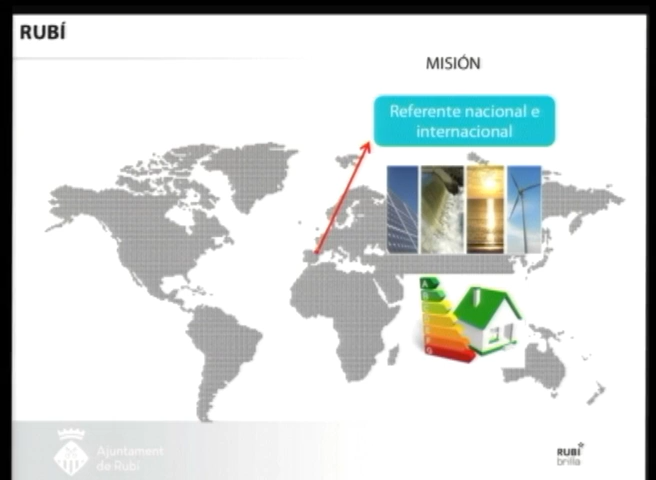 RUBÍ
MISIÓN
Referente nacional e
internacional
A
B
G
Ajuntament
de Rubí
RUBÍ
brilla